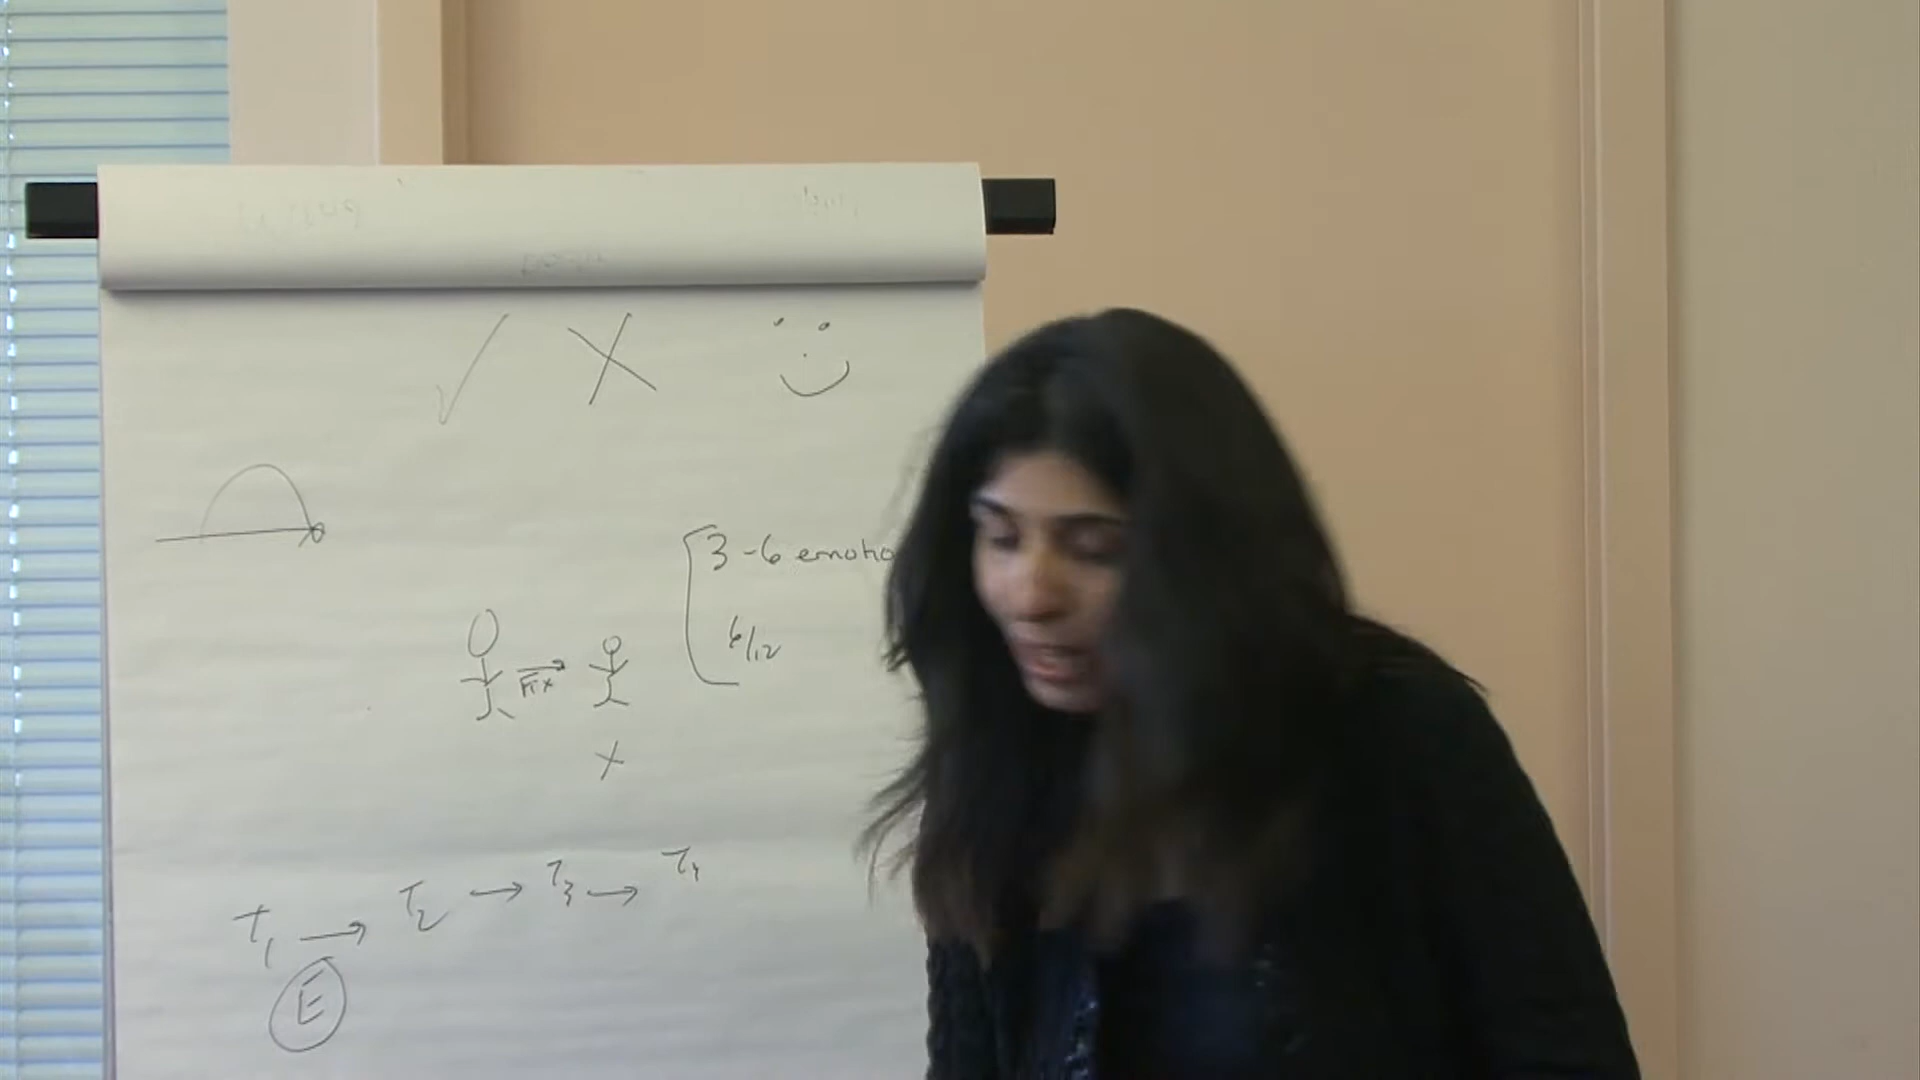 3-6 emotio
6/12
Fix
T1 → T2 → T3 → T4
E